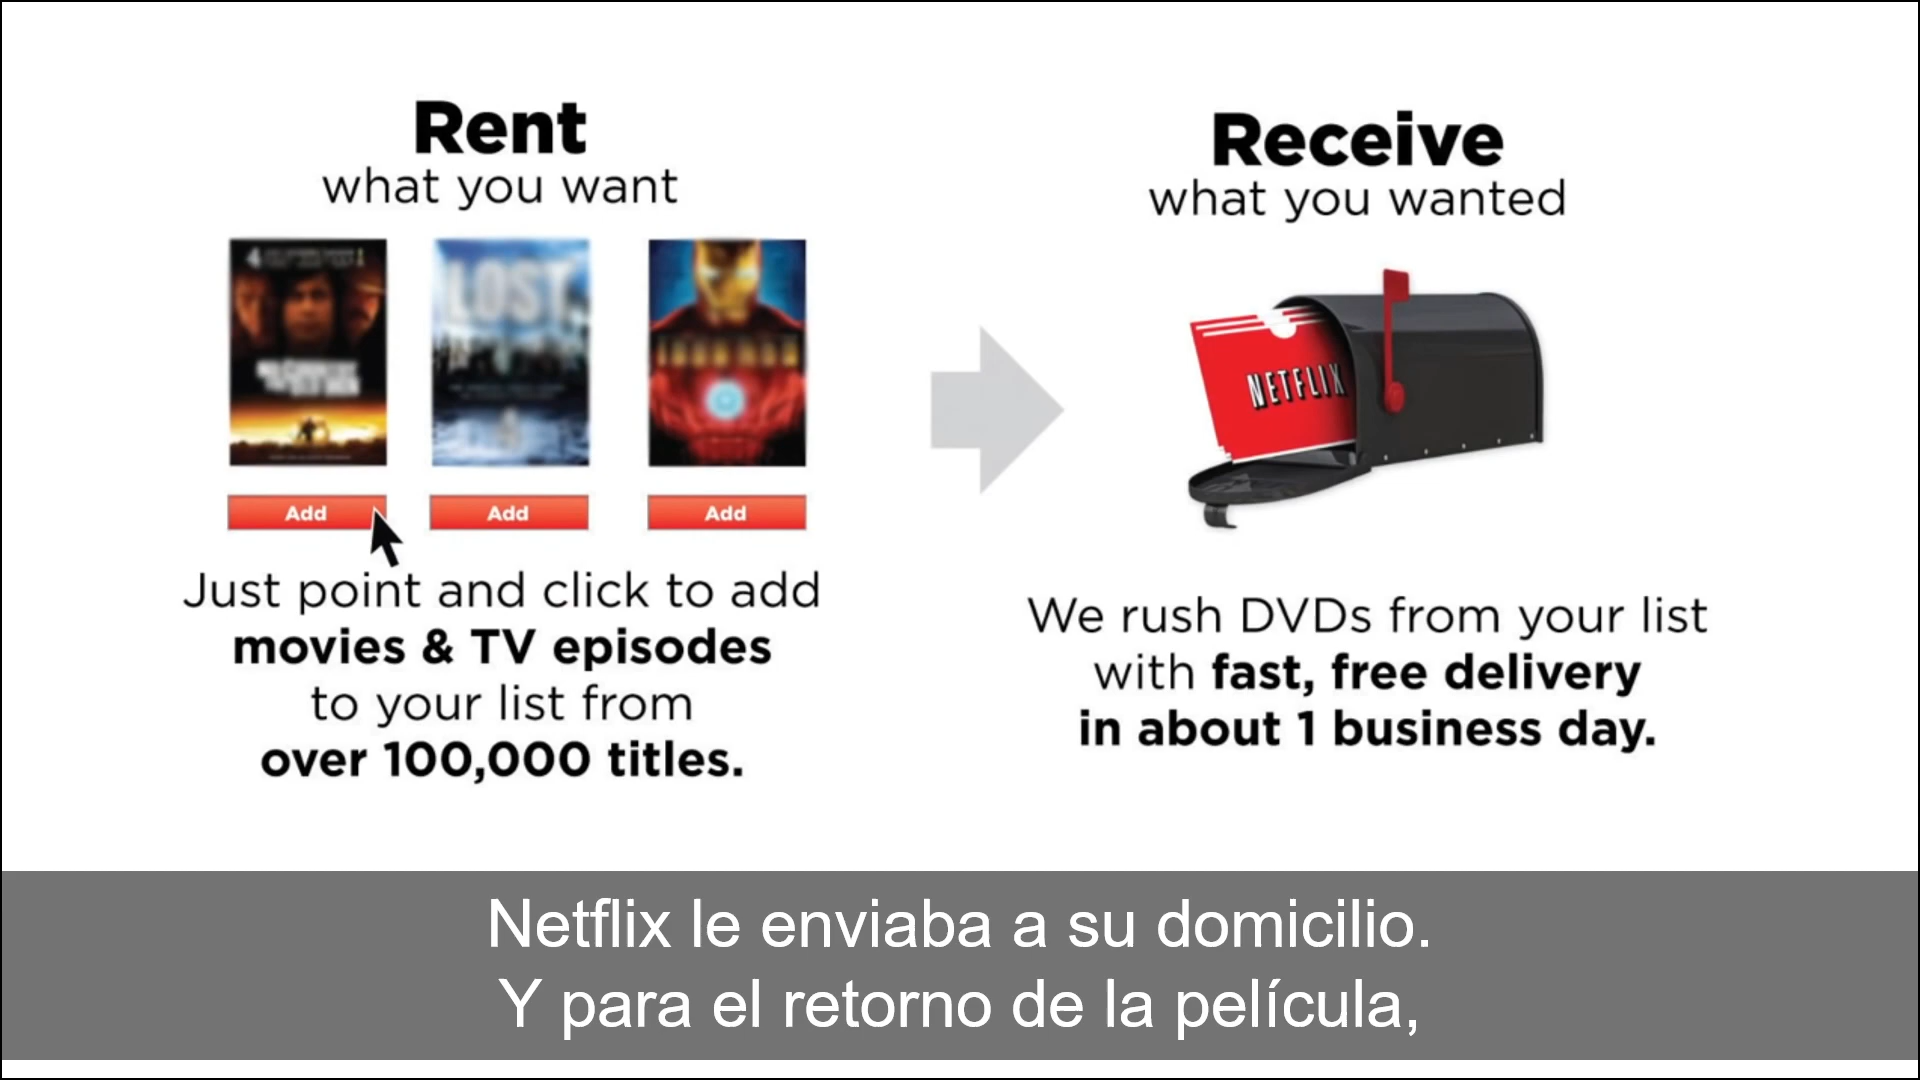 Rent
what you want
LOST
Add
Add
Add
Just point and click to add
movies & TV episodes
to your list from
over 100,000 titles.
Receive
what you wanted
NETFLIX
We rush DVDs from your list
with fast, free delivery
in about 1 business day.
Netflix le enviaba a su domicilio.
Y para el retorno de la película,